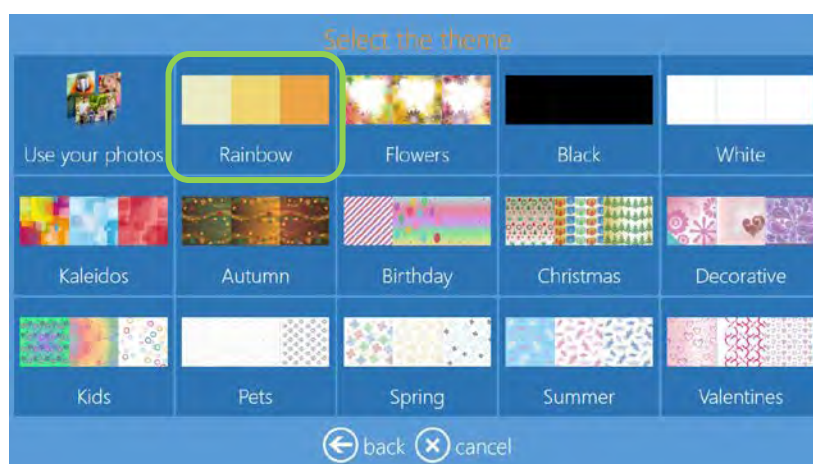 Select the theme
Use your photos
Rainbow
Flowers
Black
White
Kaleidos
Autumn
Birthday
Christmas
Decorative
Kids
Pets
Spring
Summer
Valentines
back
cancel